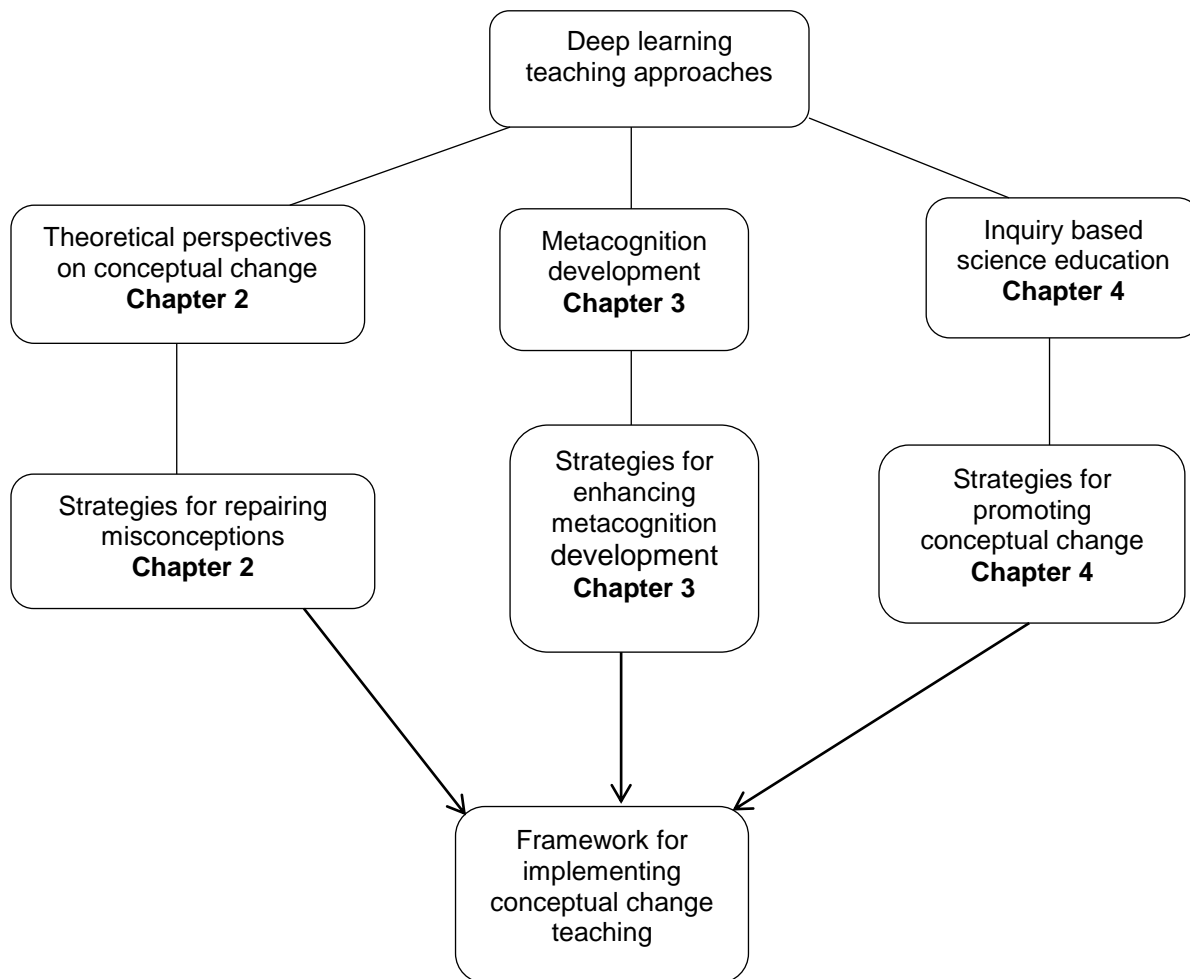 Deep learning
teaching approaches
Theoretical perspectives
on conceptual change
Chapter 2
Metacognition
development
Chapter 3
Inquiry based
science education
Chapter 4
Strategies for repairing
misconceptions
Chapter 2
Strategies for
enhancing
metacognition
development
Chapter 3
Strategies for
promoting
conceptual change
Chapter 4
Framework for
implementing
conceptual change
teaching